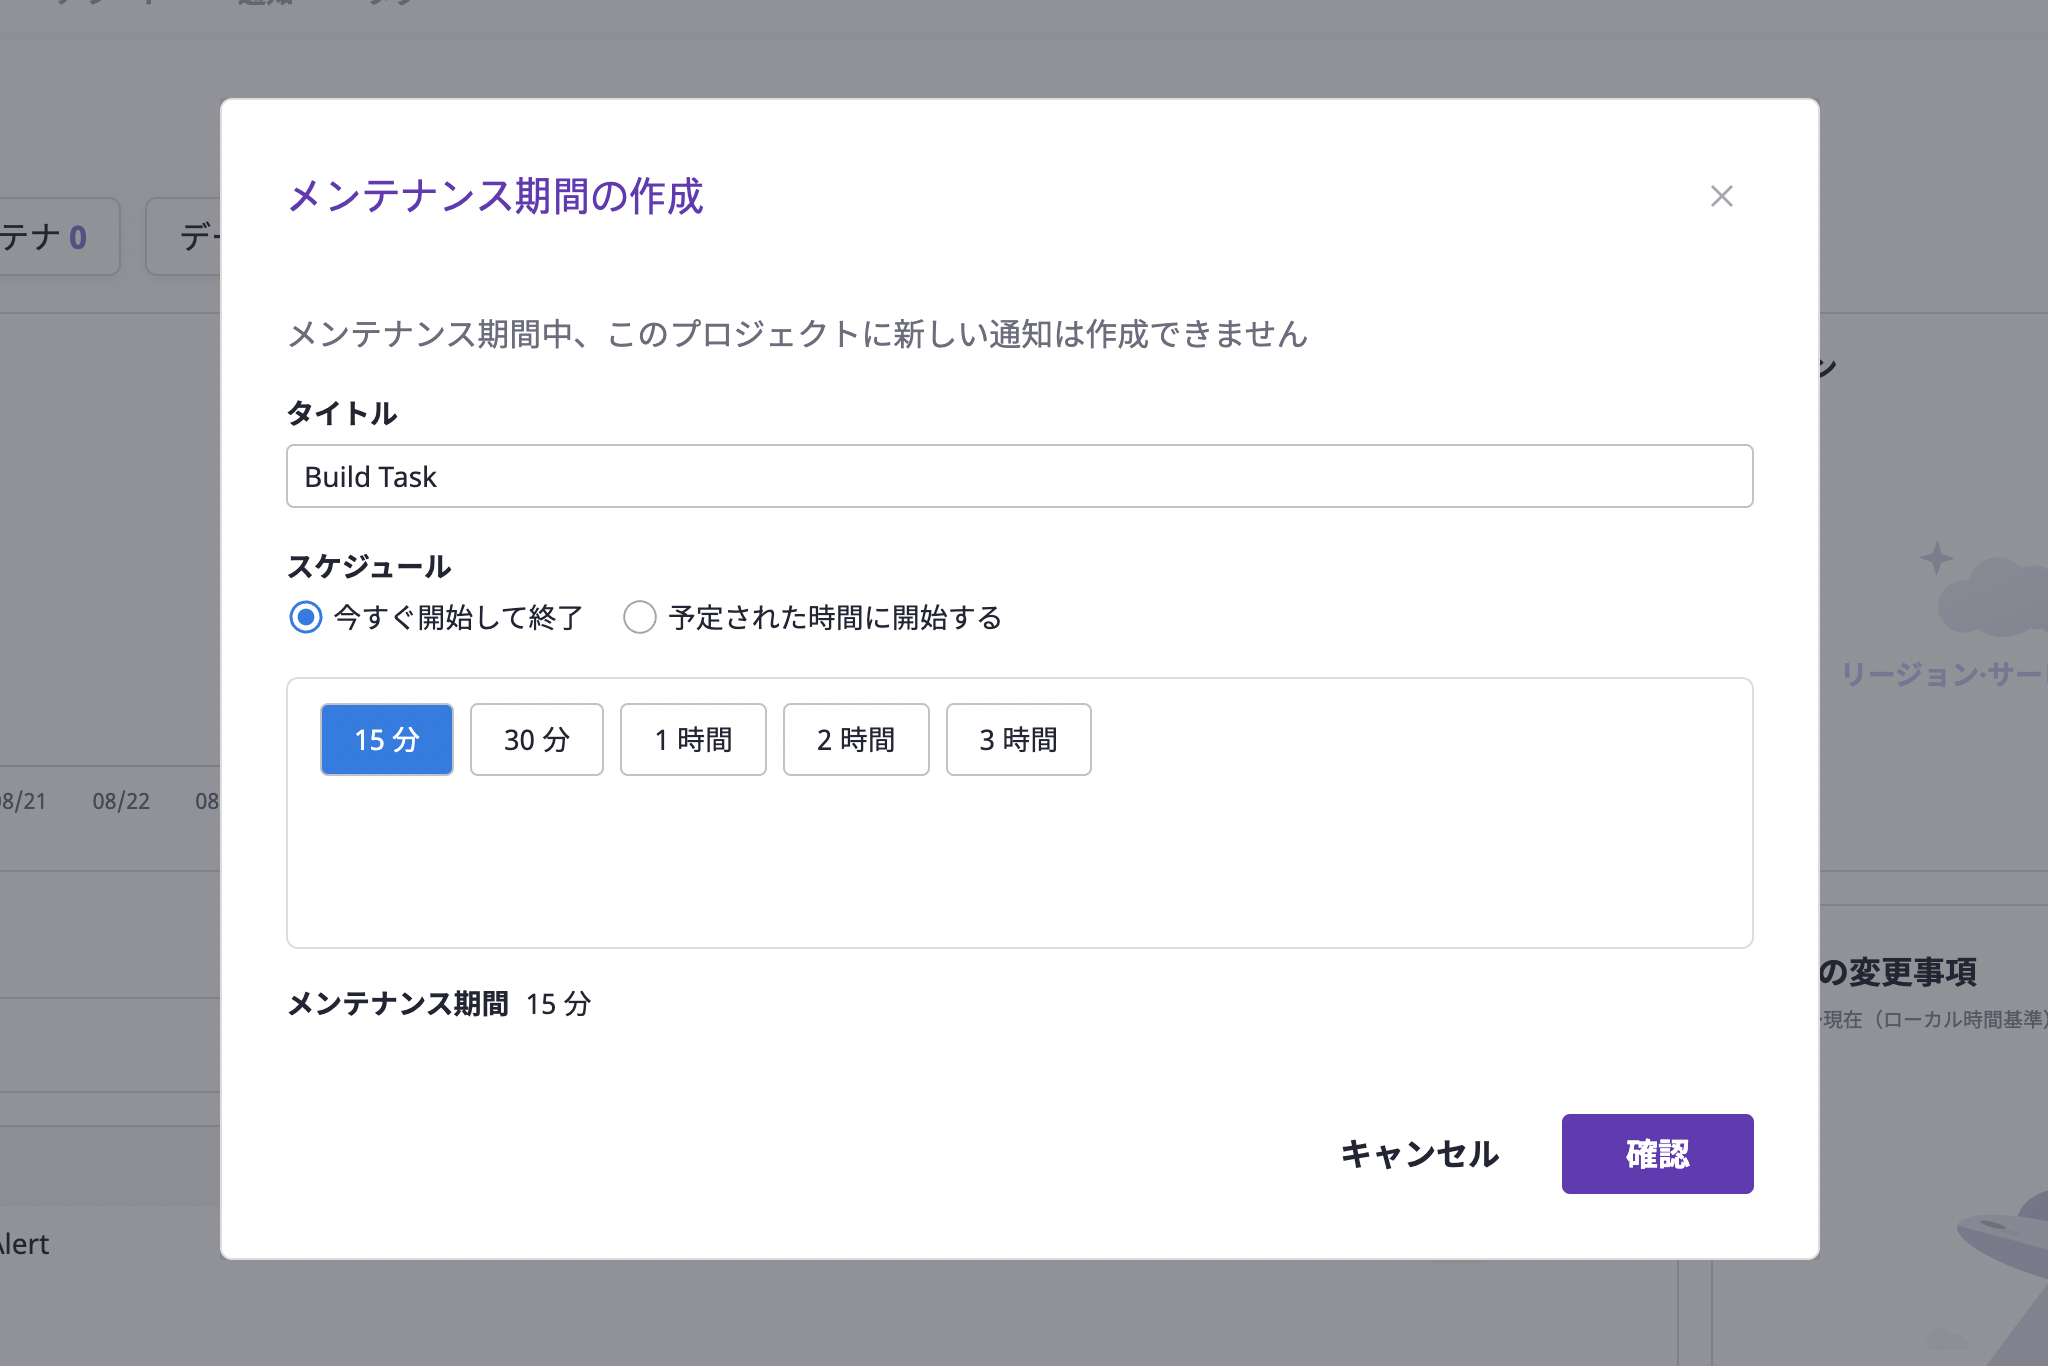 通知
テナ 0
デー
メンテナンス期間の作成
メンテナンス期間中、このプロジェクトに新しい通知は作成できません
タイトル
Build Task
スケジュール
今すぐ開始して終了 予定された時間に開始する
15 分 30 分 1 時間 2 時間 3 時間
メンテナンス期間 15 分
キャンセル 確認
08/21 08/22 08
ン
リージョン·サー
の変更事項
現在（ローカル時間基準）
Alert